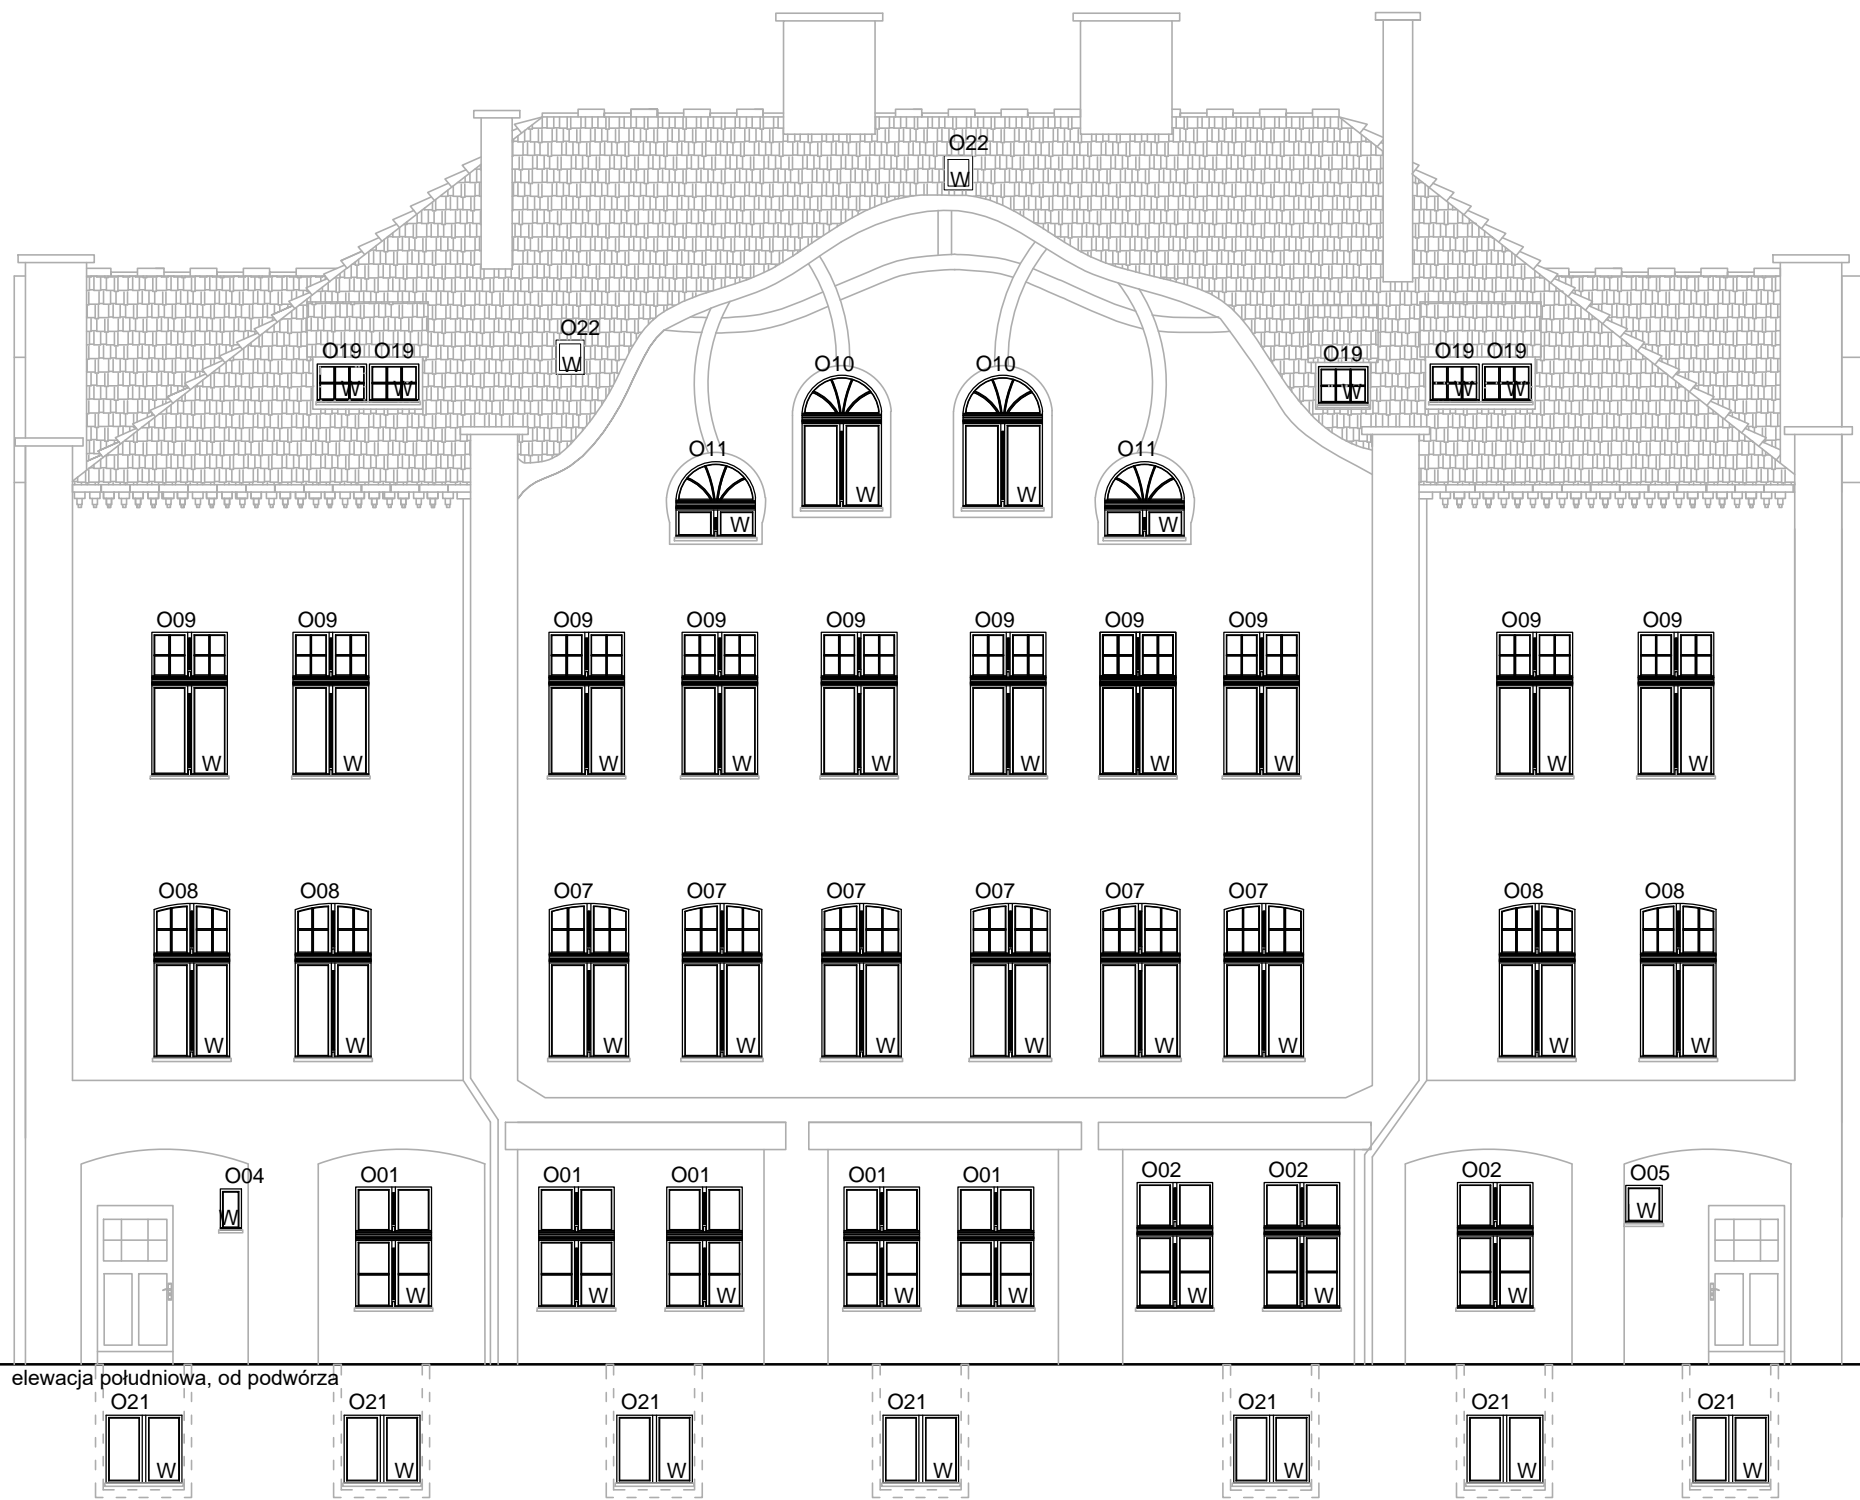 O22
W
O22
W
O19 O19
W W
O19
W
O19 O19
W W
O10 O10
W W
O11 O11
W W
O09 O09 O09 O09 O09 O09 O09 O09 O09 O09
W W W W W W W W W W
O08 O08 O07 O07 O07 O07 O07 O07 O08 O08
W W W W W W W W W W
O04 O01 O01 O01 O01 O01 O02 O02 O02 O05
W W W W W W W W W W
elewacja południowa, od podwórza
O21 O21 O21 O21 O21 O21 O21
W W W W W W W